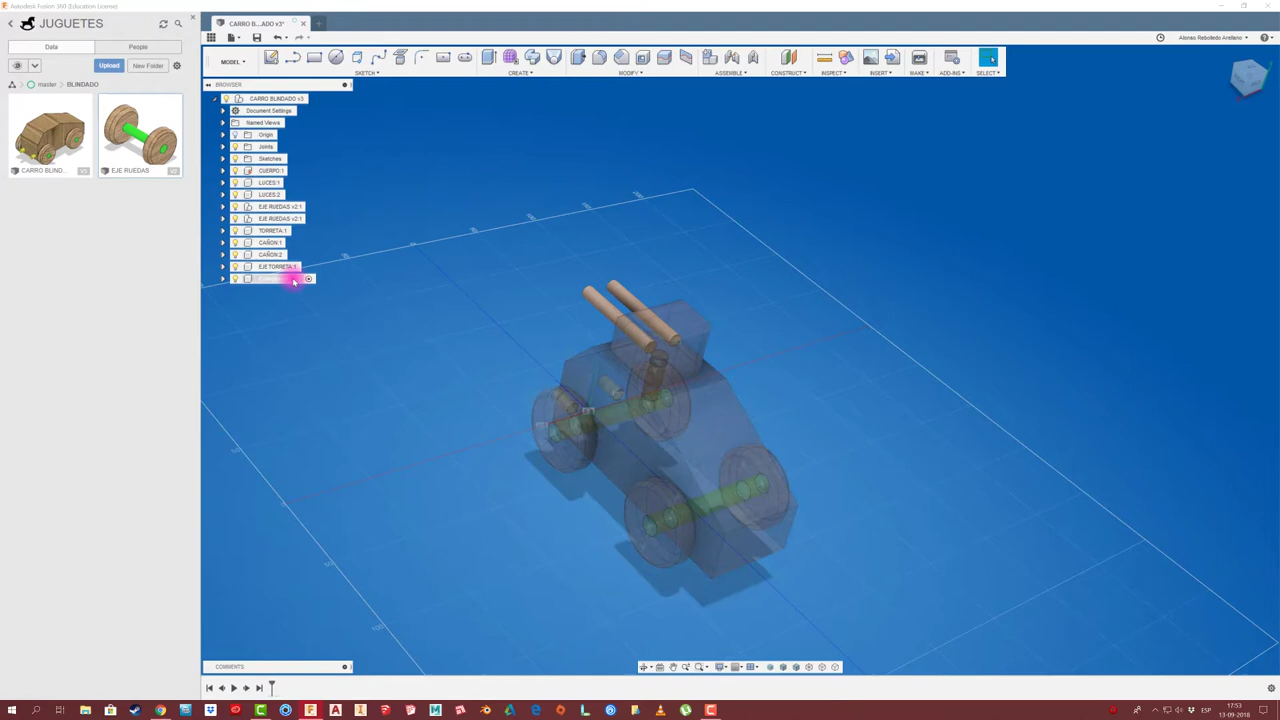 Autodesk Fusion 360 (Education License)
JUGUETES
CARRO B...ADO v3*
Alonso Rebolledo Arellano
Data
People
MODEL
SKETCH
CREATE
MODIFY
ASSEMBLE
CONSTRUCT
INSPECT
INSERT
MAKE
ADD-INS
SELECT
Upload
New Folder
master
BLINDADO
BROWSER
CARRO BLINDADO v3
Document Settings
Named Views
Origin
Joints
Sketches
CUERPO:1
LUCES:1
LUCES:2
EJE RUEDAS v2:1
EJE RUEDAS v2:1
TORRETA:1
CAÑON:1
CAÑON:2
EJE TORRETA:1
CARRO BLIND...
V3
EJE RUEDAS
V2
COMMENTS
ESP
17:53
13-09-2018